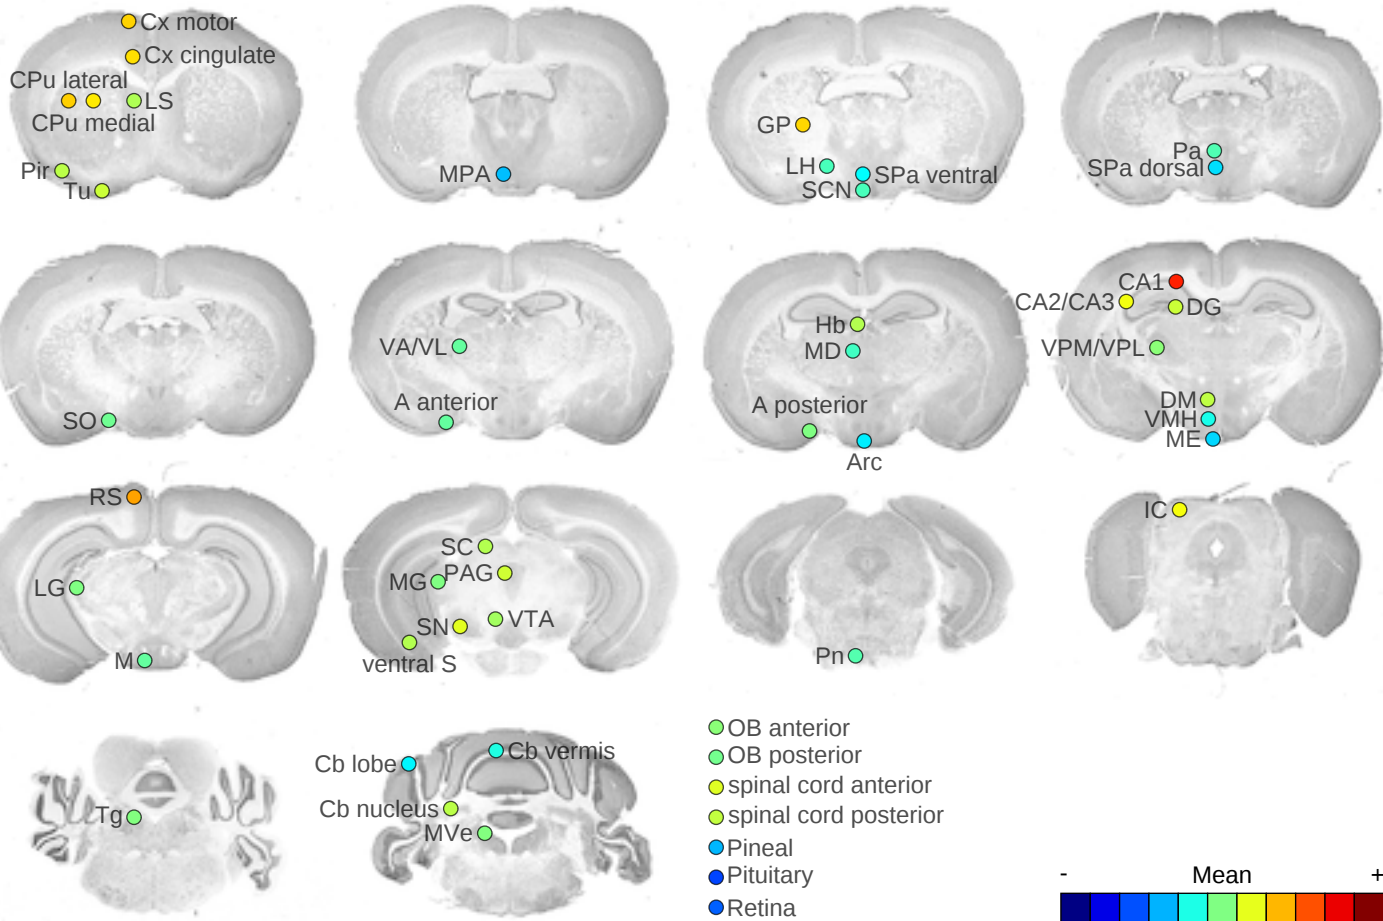 Cx motor
Cx cingulate
CPu lateral
LS
CPu medial
Pir
Tu
MPA
GP
LH
SPa ventral
SCN
Pa
SPa dorsal
SO
VA/VL
A anterior
Hb
MD
A posterior
Arc
CA1
CA2/CA3
DG
VPM/VPL
DM
VMH
ME
RS
LG
M
SC
PAG
MG
VTA
SN
ventral S
Pn
IC
Tg
Cb lobe
Cb vermis
Cb nucleus
MVe
OB anterior
OB posterior
spinal cord anterior
spinal cord posterior
Pineal
Pituitary
Retina
- Mean +